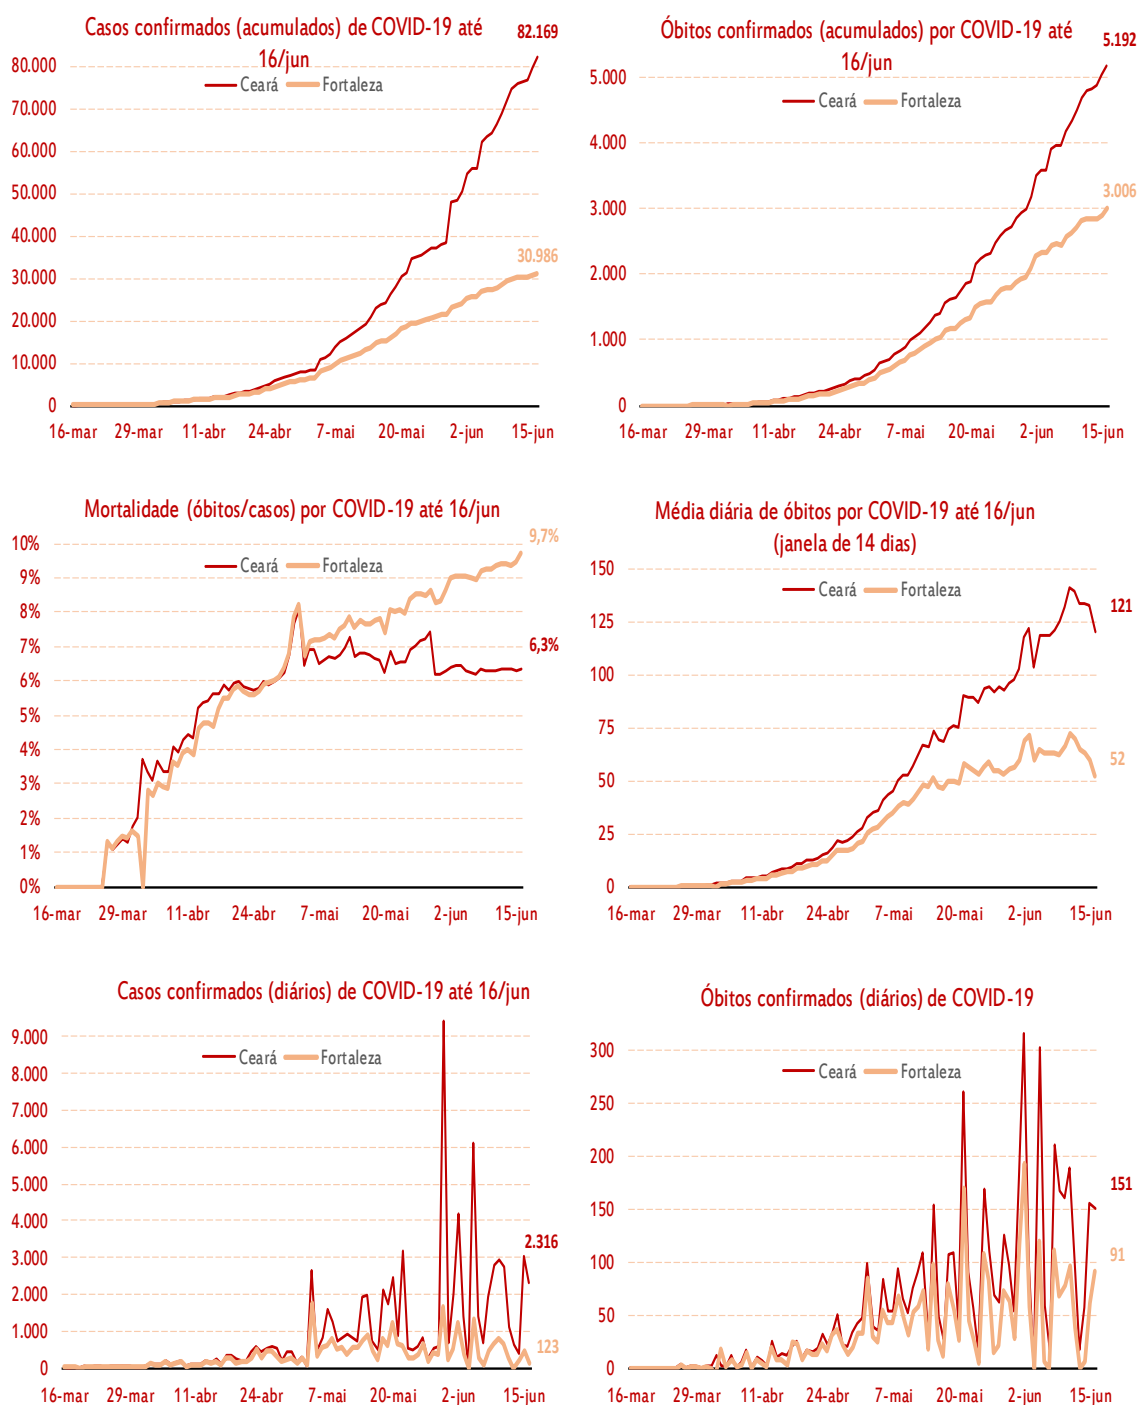 Casos confirmados (acumulados) de COVID-19 até
16/jun
82.169
Ceará
Fortaleza
80.000
70.000
60.000
50.000
40.000
30.000
20.000
10.000
0
30.986
16-mar 29-mar 11-abr 24-abr 7-mai 20-mai 2-jun 15-jun
Óbitos confirmados (acumulados) por COVID-19 até
16/jun
5.192
Ceará
Fortaleza
5.000
4.000
3.000
2.000
1.000
0
3.006
16-mar 29-mar 11-abr 24-abr 7-mai 20-mai 2-jun 15-jun
Mortalidade (óbitos/casos) por COVID-19 até 16/jun
9,7%
Ceará
Fortaleza
10%
9%
8%
7%
6%
5%
4%
3%
2%
1%
0%
6,3%
16-mar 29-mar 11-abr 24-abr 7-mai 20-mai 2-jun 15-jun
Média diária de óbitos por COVID-19 até 16/jun
(janela de 14 dias)
Ceará
Fortaleza
150
125
100
75
50
25
0
121
52
16-mar 29-mar 11-abr 24-abr 7-mai 20-mai 2-jun 15-jun
Casos confirmados (diários) de COVID-19 até 16/jun
Ceará
Fortaleza
9.000
8.000
7.000
6.000
5.000
4.000
3.000
2.000
1.000
0
2.316
123
16-mar 29-mar 11-abr 24-abr 7-mai 20-mai 2-jun 15-jun
Óbitos confirmados (diários) de COVID-19
Ceará
Fortaleza
300
250
200
150
100
50
0
151
91
16-mar 29-mar 11-abr 24-abr 7-mai 20-mai 2-jun 15-jun